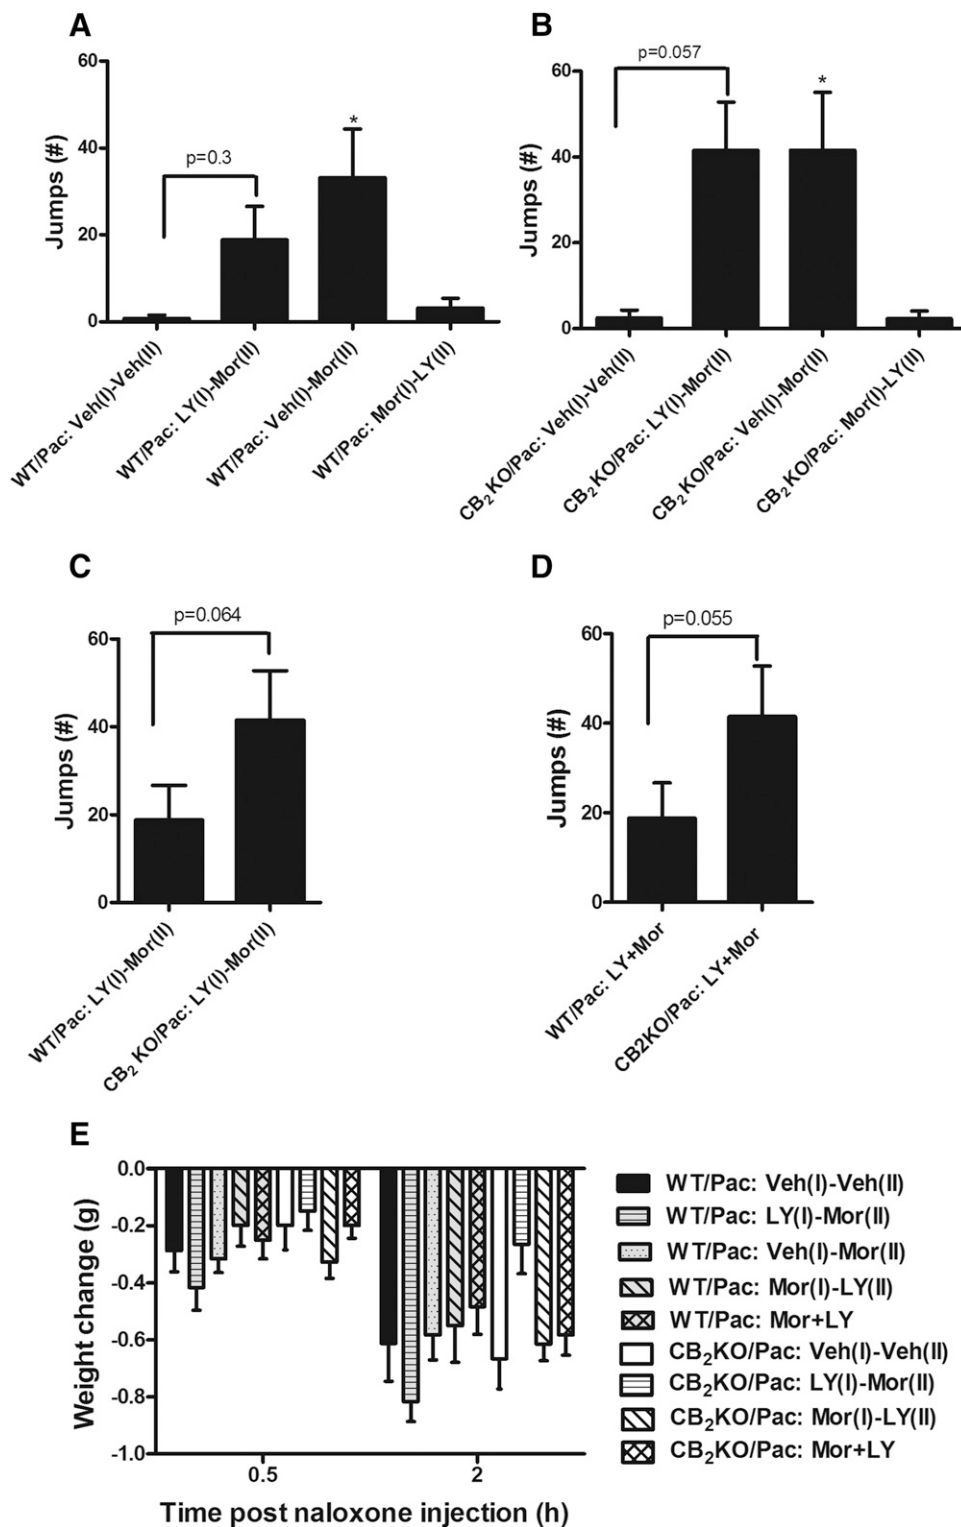 A
Jumps (#)
60
40
20
0
p=0.3
*
WT/Pac: Veh(I)-Veh(II)
WT/Pac: LY(I)-Mor(II)
WT/Pac: Veh(I)-Mor(II)
WT/Pac: Mor(I)-LY(II)
B
Jumps (#)
60
40
20
0
p=0.057
*
CB₂KO/Pac: Veh(I)-Veh(II)
CB₂KO/Pac: LY(I)-Mor(II)
CB₂KO/Pac: Veh(I)-Mor(II)
CB₂KO/Pac: Mor(I)-LY(II)
C
Jumps (#)
60
40
20
0
p=0.064
WT/Pac: LY(I)-Mor(II)
CB₂KO/Pac: LY(I)-Mor(II)
D
Jumps (#)
60
40
20
0
p=0.055
WT/Pac: LY+Mor
CB2KO/Pac: LY+Mor
E
Weight change (g)
0.0
-0.2
-0.4
-0.6
-0.8
-1.0
0.5
2
Time post naloxone injection (h)
WT/Pac: Veh(I)-Veh(II)
WT/Pac: LY(I)-Mor(II)
WT/Pac: Veh(I)-Mor(II)
WT/Pac: Mor(I)-LY(II)
WT/Pac: Mor+LY
CB₂KO/Pac: Veh(I)-Veh(II)
CB₂KO/Pac: LY(I)-Mor(II)
CB₂KO/Pac: Mor(I)-LY(II)
CB₂KO/Pac: Mor+LY